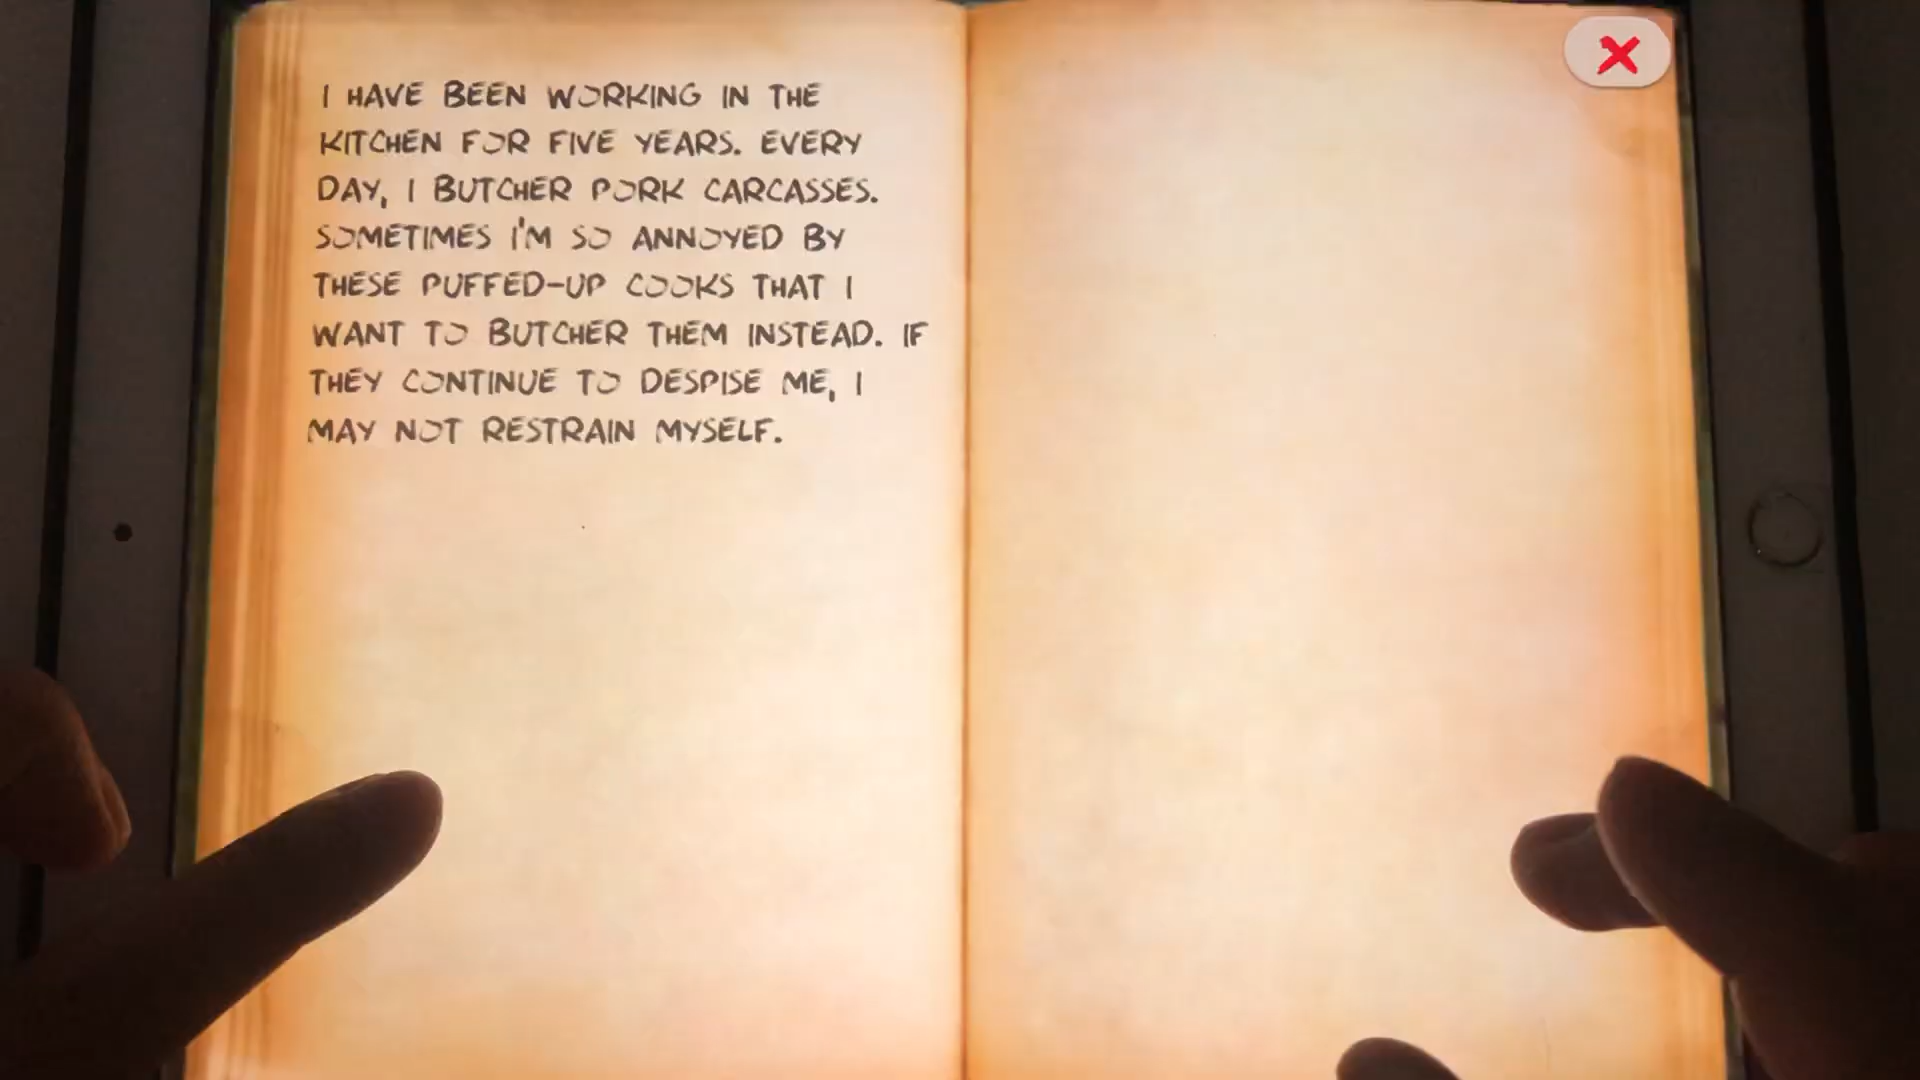 I HAVE BEEN WORKING IN THE
KITCHEN FOR FIVE YEARS. EVERY
DAY, I BUTCHER PORK CARCASSES.
SOMETIMES I'M SO ANNOYED BY
THESE PUFFED-UP COOKS THAT I
WANT TO BUTCHER THEM INSTEAD. IF
THEY CONTINUE TO DESPISE ME, I
MAY NOT RESTRAIN MYSELF.